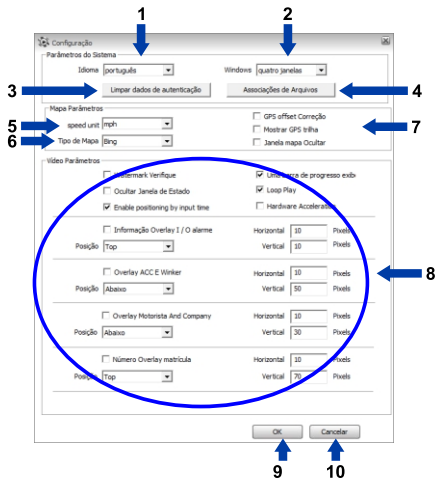 1
2
Configuração
Parâmetros do Sistema
Idioma português Windows quatro janelas
3 Limpar dados de autenticação Associações de Arquivos 4
Mapa Parâmetros
GPS offset Correção
5 speed unit mph Mostrar GPS trilha 7
6 Tipo de Mapa Bing Janela mapa Ocultar
Vídeo Parâmetros
Watermark Verifique Uma barra de progresso exib
Ocultar Janela de Estado Loop Play
Enable positioning by input time Hardware Acceleration
Informação Overlay I / O alarme Horizontal 10 Pixels
Posição Top Vertical 10 Pixels
Overlay ACC E Winker Horizontal 10 Pixels
8
Posição Abaixo Vertical 50 Pixels
Overlay Motorista And Company Horizontal 10 Pixels
Posição Abaixo Vertical 30 Pixels
Número Overlay matrícula Horizontal 10 Pixels
Posição Top Vertical 70 Pixels
OK Cancelar
9 10